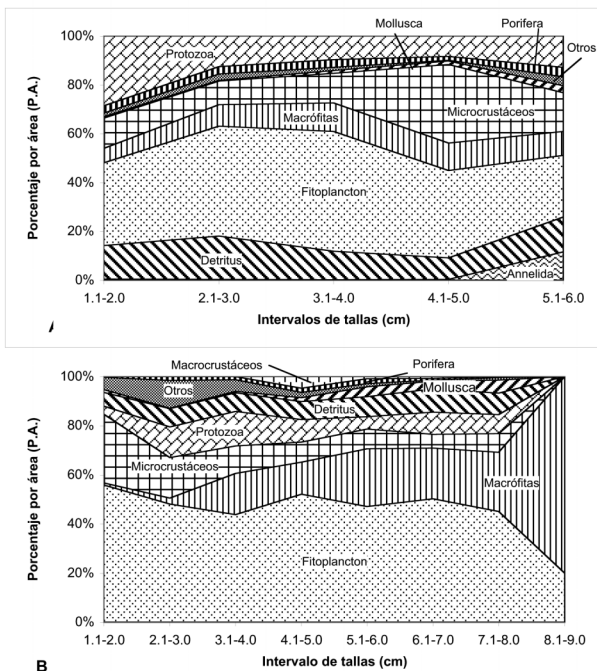 Mollusca
Porifera
100%
Otros
Protozoa
80%
Microcrustáceos
Macrófitas
60%
Porcentaje por área (P.A.)
40%
Fitoplancton
20%
Detritus
Annelida
0%
1.1-2.0 2.1-3.0 3.1-4.0 4.1-5.0 5.1-6.0
Intervalos de tallas (cm)
Macrocrustáceos
Porifera
100%
Otros
Mollusca
Detritus
80%
Protozoa
Microcrustáceos
60%
Macrófitas
Porcentaje por área (P.A.)
40%
Fitoplancton
20%
0%
1.1-2.0 2.1-3.0 3.1-4.0 4.1-5.0 5.1-6.0 6.1-7.0 7.1-8.0 8.1-9.0
Intervalo de tallas (cm)
B